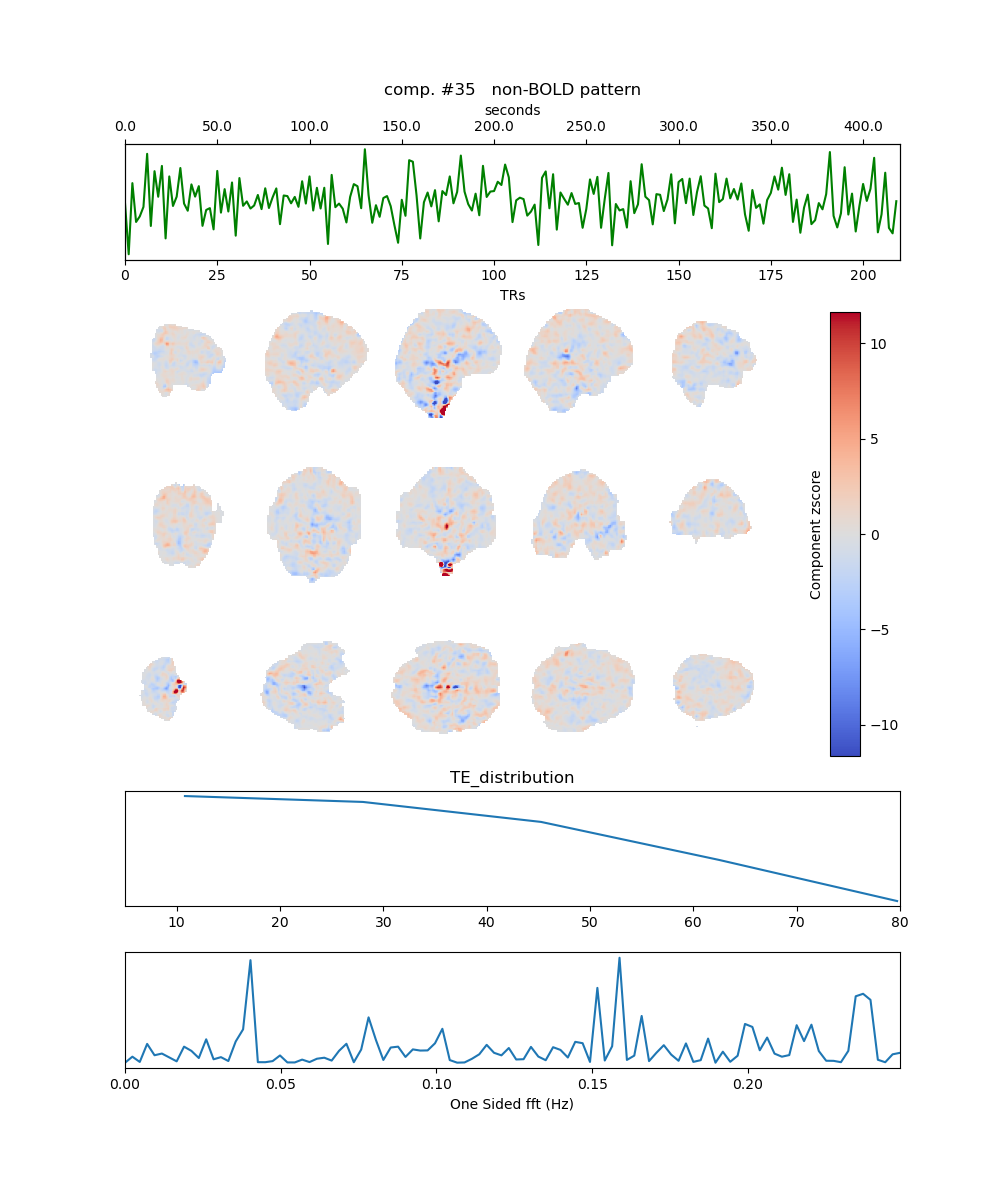 comp. #35   non-BOLD pattern
seconds
0.0 50.0 100.0 150.0 200.0 250.0 300.0 350.0 400.0
0 25 50 75 100 125 150 175 200
TRs
10
5
0
−5
−10
Component zscore
TE_distribution
10 20 30 40 50 60 70 80
0.00 0.05 0.10 0.15 0.20
One Sided fft (Hz)